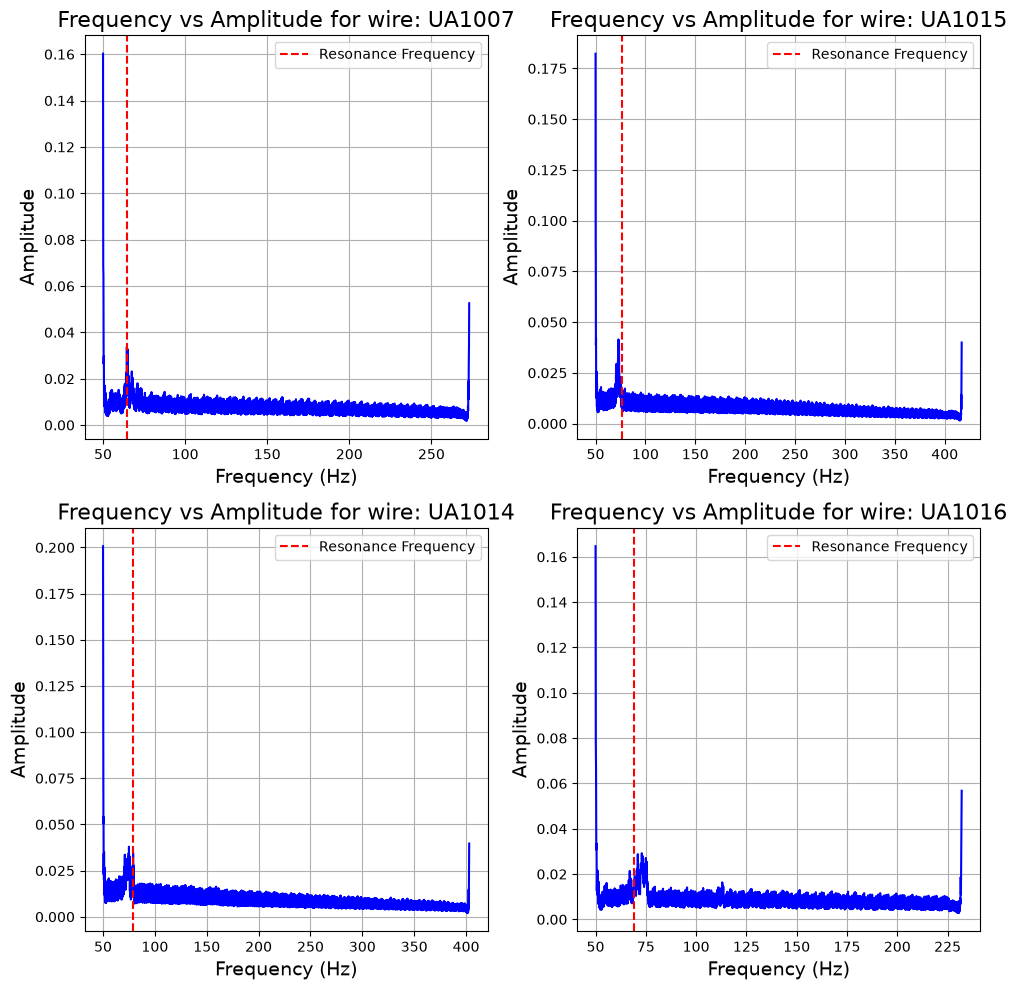 Frequency vs Amplitude for wire: UA1007
Resonance Frequency
Amplitude
0.16
0.14
0.12
0.10
0.08
0.06
0.04
0.02
0.00
50 100 150 200 250
Frequency (Hz)
Frequency vs Amplitude for wire: UA1015
Resonance Frequency
Amplitude
0.175
0.150
0.125
0.100
0.075
0.050
0.025
0.000
50 100 150 200 250 300 350 400
Frequency (Hz)
Frequency vs Amplitude for wire: UA1014
Resonance Frequency
Amplitude
0.200
0.175
0.150
0.125
0.100
0.075
0.050
0.025
0.000
50 100 150 200 250 300 350 400
Frequency (Hz)
Frequency vs Amplitude for wire: UA1016
Resonance Frequency
Amplitude
0.16
0.14
0.12
0.10
0.08
0.06
0.04
0.02
0.00
50 75 100 125 150 175 200 225
Frequency (Hz)